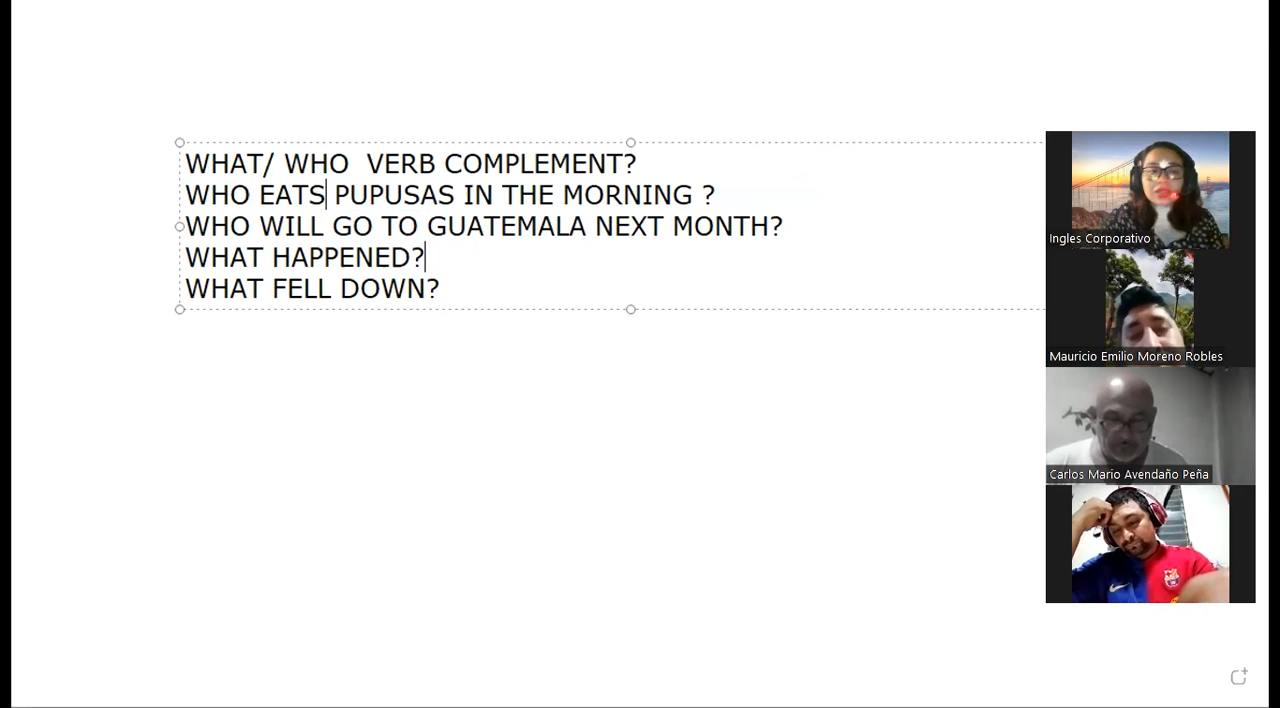 WHAT/ WHO  VERB COMPLEMENT?
WHO EATS PUPUSAS IN THE MORNING ?
WHO WILL GO TO GUATEMALA NEXT MONTH?
WHAT HAPPENED?
WHAT FELL DOWN?
Ingles Corporativo
Mauricio Emilio Moreno Robles
Carlos Mario Avendaño Peña